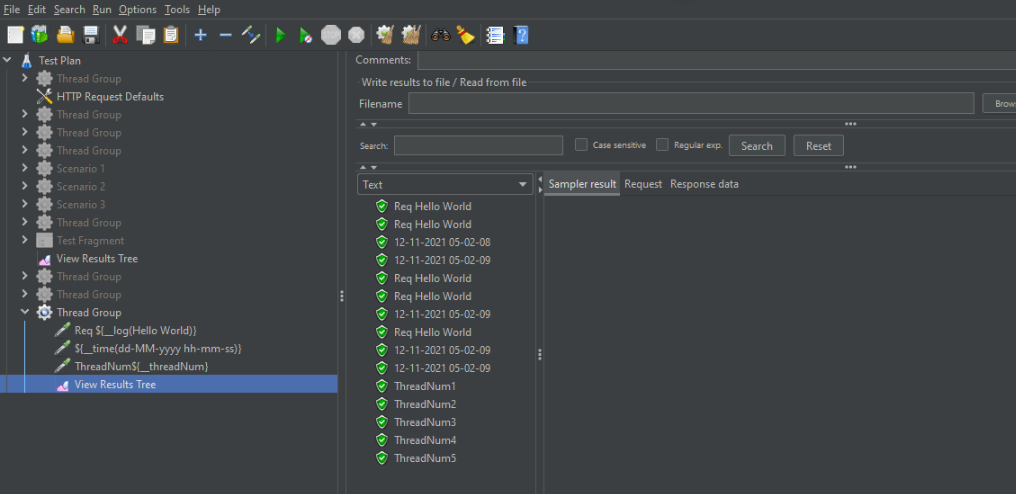 File Edit Search Run Options Tools Help
Test Plan
Thread Group
HTTP Request Defaults
Thread Group
Thread Group
Thread Group
Scenario 1
Scenario 2
Scenario 3
Thread Group
Test Fragment
View Results Tree
Thread Group
Thread Group
Thread Group
Req ${__log(Hello World)}
${__time(dd-MM-yyyy hh-mm-ss)}
ThreadNum${__threadNum}
View Results Tree
Comments:
Write results to file / Read from file
Filename Brow
Search: Case sensitive Regular exp. Search Reset
Text Sampler result Request Response data
Req Hello World
Req Hello World
12-11-2021 05-02-08
12-11-2021 05-02-09
Req Hello World
Req Hello World
12-11-2021 05-02-09
Req Hello World
12-11-2021 05-02-09
12-11-2021 05-02-09
ThreadNum1
ThreadNum2
ThreadNum3
ThreadNum4
ThreadNum5